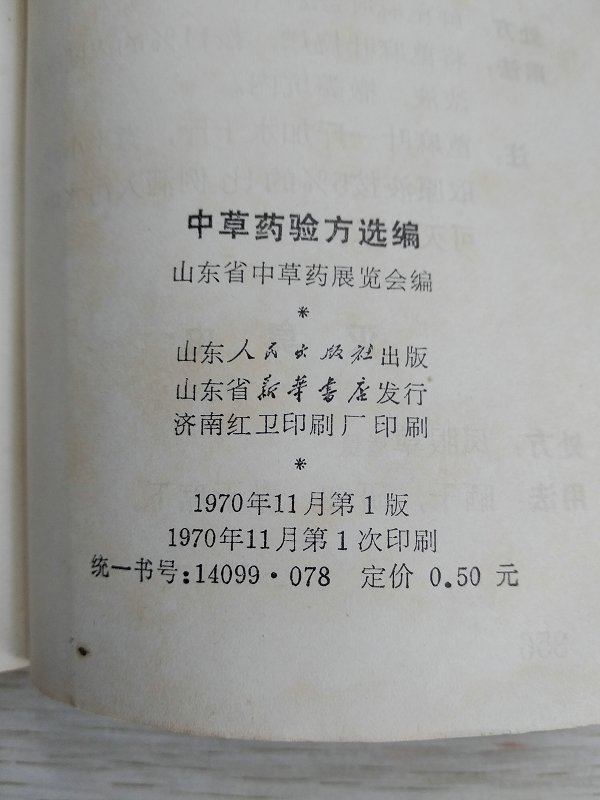 中草药验方选编
山东省中草药展览会编
*
山东人民出版社出版
山东省新华书店发行
济南红卫印刷厂印刷
*
1970年11月第1版
1970年11月第1次印刷
统一书号:14099·078 定价 0.50 元